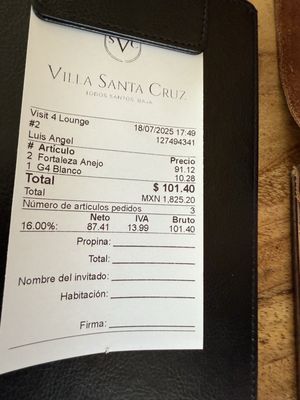 SVC
VILLA SANTA CRUZ
TODOS SANTOS, BAJA
Visit 4 Lounge
#2 18/07/2025 17:49
Luis Angel 127494341
# Artículo Precio
2 Fortaleza Anejo 91.12
1 G4 Blanco 10.28
Total $ 101.40
Total MXN 1,825.20
Número de artículos pedidos 3
Neto IVA Bruto
16.00%: 87.41 13.99 101.40
Propina:
Total:
Nombre del invitado:
Habitación:
Firma: